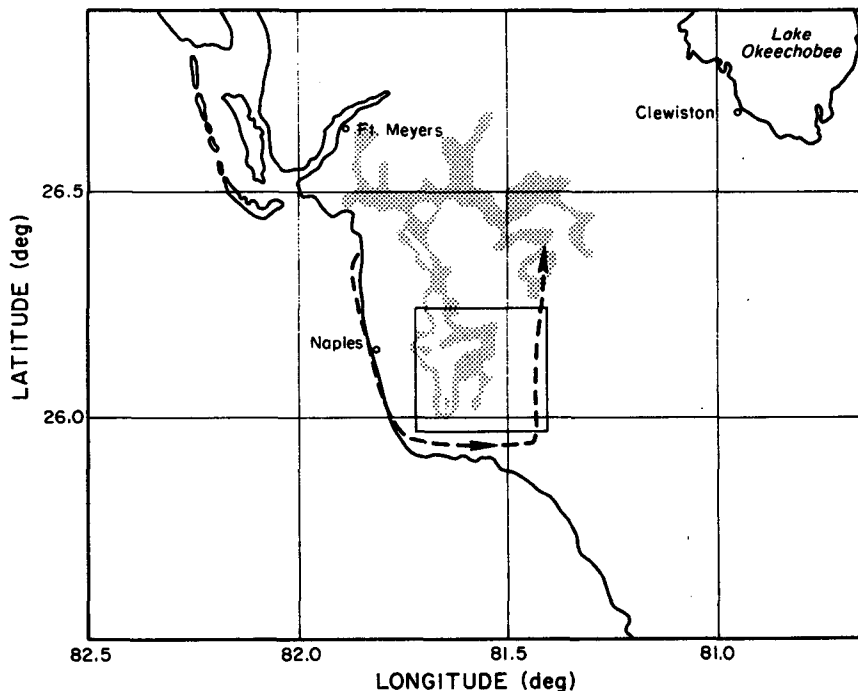 Lake
Okeechobee
Clewiston
Ft. Meyers
26.5
LATITUDE (deg)
Naples
26.0
82.5
82.0
81.5
81.0
LONGITUDE (deg)